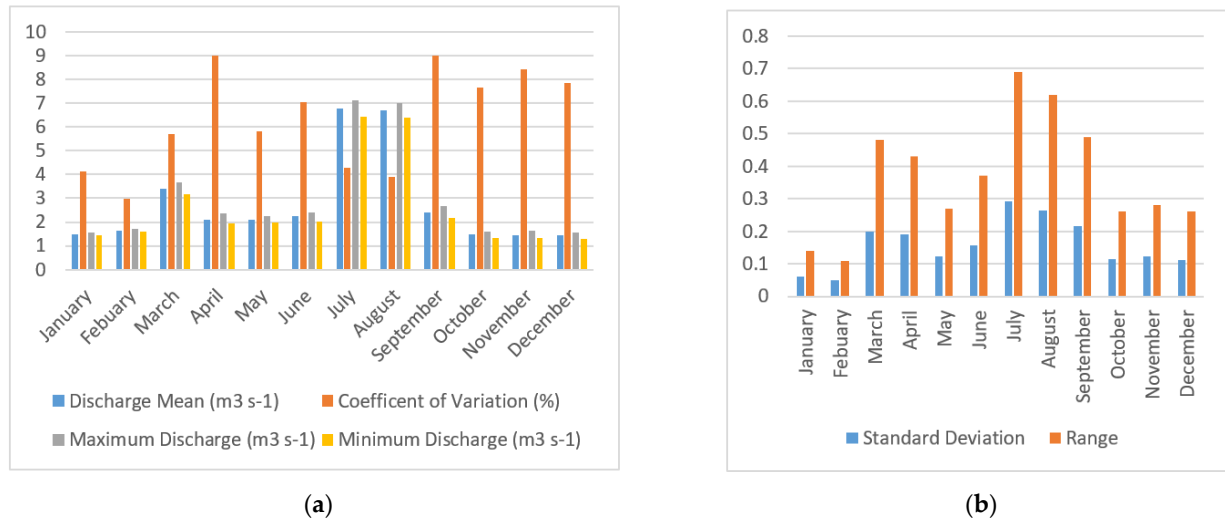 10
9
8
7
6
5
4
3
2
1
0
January
Febuary
March
April
May
June
July
August
September
October
November
December
Discharge Mean (m3 s-1)
Coefficent of Variation (%)
Maximum Discharge (m3 s-1)
Minimum Discharge (m3 s-1)
(a)
0.8
0.7
0.6
0.5
0.4
0.3
0.2
0.1
0
January
Febuary
March
April
May
June
July
August
September
October
November
December
Standard Deviation
Range
(b)